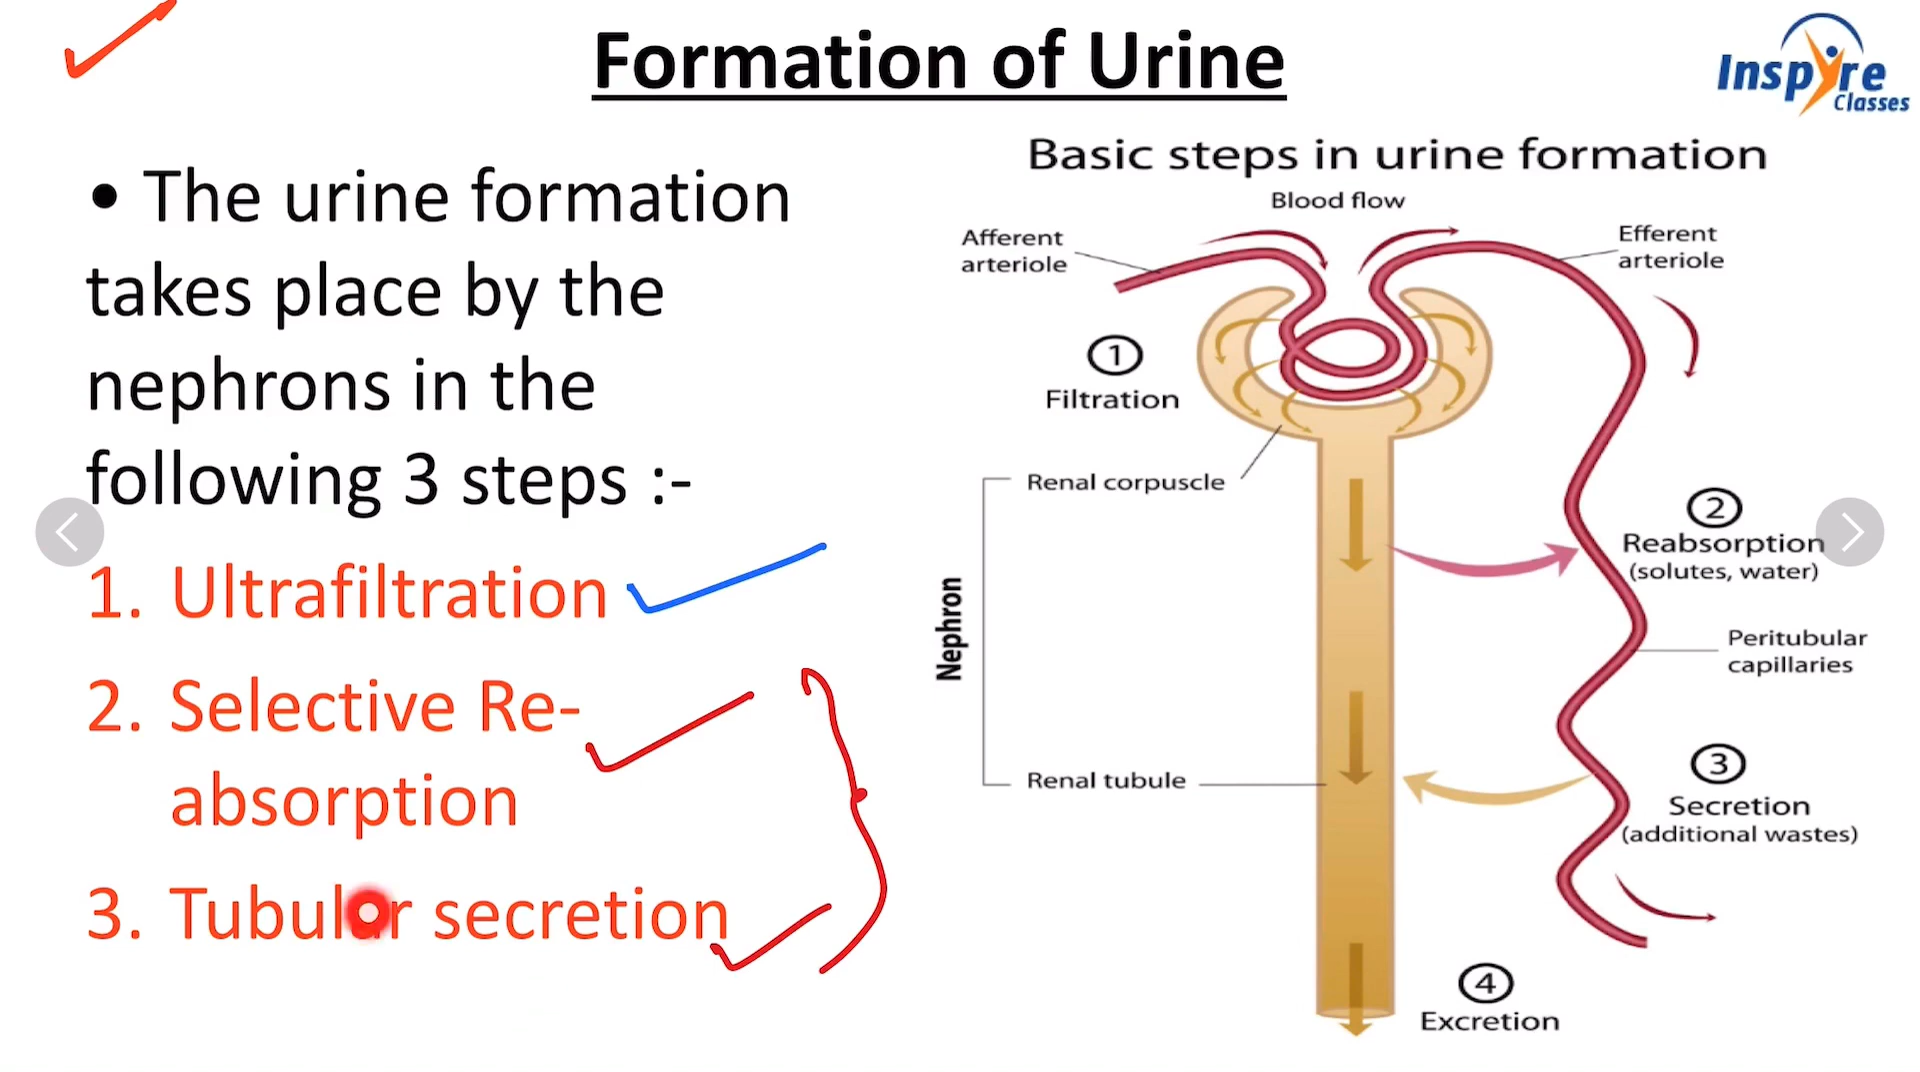 Formation of Urine
Inspyre
Classes
• The urine formation
takes place by the
nephrons in the
following 3 steps :-
1. Ultrafiltration
2. Selective Re-
absorption
3. Tubular secretion
Basic steps in urine formation
Blood flow
Afferent
arteriole
Efferent
arteriole
1
Filtration
Renal corpuscle
2
Reabsorption
(solutes, water)
Nephron
Peritubular
capillaries
Renal tubule
3
Secretion
(additional wastes)
4
Excretion